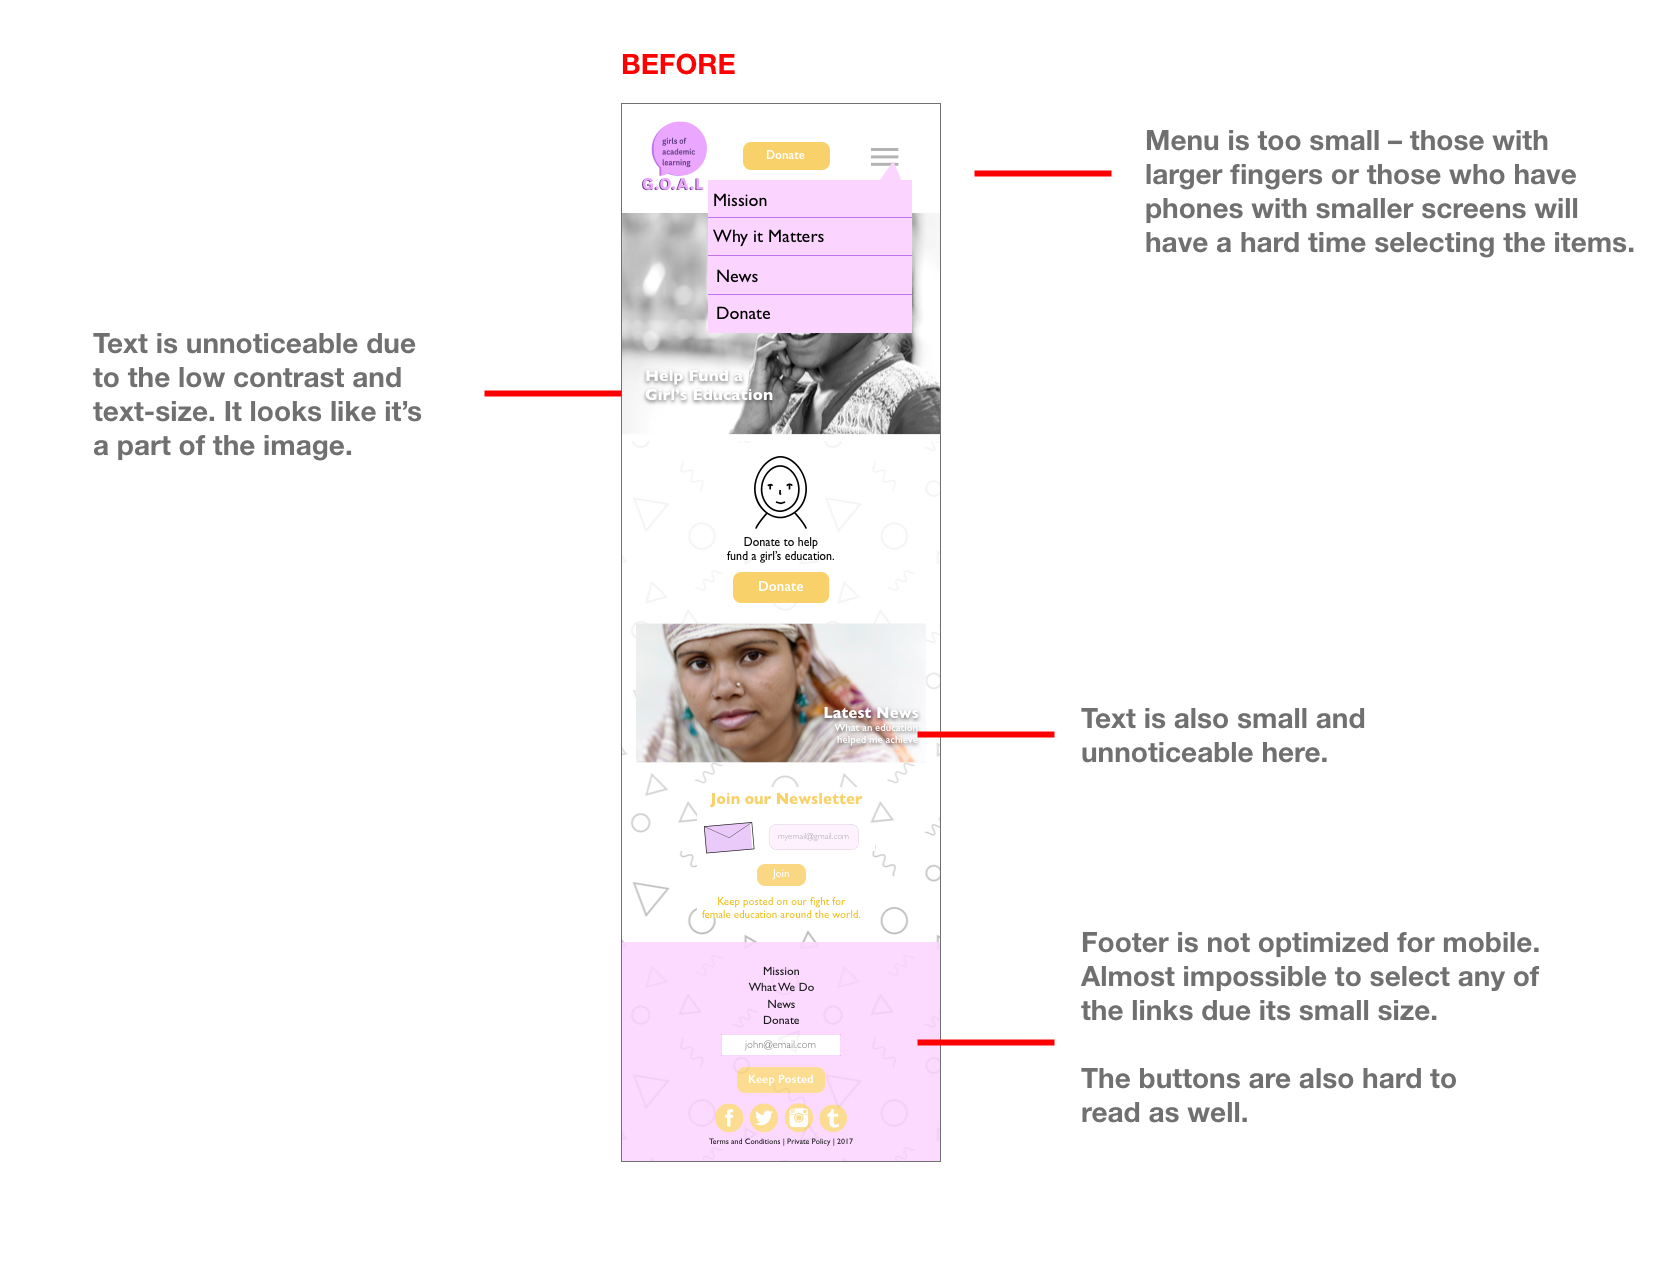 BEFORE
girls of
academic
learning
G.O.A.L
Donate
Mission
Why it Matters
News
Donate
Menu is too small – those with
larger fingers or those who have
phones with smaller screens will
have a hard time selecting the items.
Text is unnoticeable due
to the low contrast and
text-size. It looks like it’s
a part of the image.
Help Fund a
Girl's Education
Donate to help
fund a girl's education.
Donate
Latest News
What an education
helped me achieve
Text is also small and
unnoticeable here.
Join our Newsletter
myemail@gmail.com
Join
Keep posted on our fight for
female education around the world.
Mission
What We Do
News
Donate
john@email.com
Keep Posted
Terms and Conditions | Private Policy | 2017
Footer is not optimized for mobile.
Almost impossible to select any of
the links due its small size.
The buttons are also hard to
read as well.